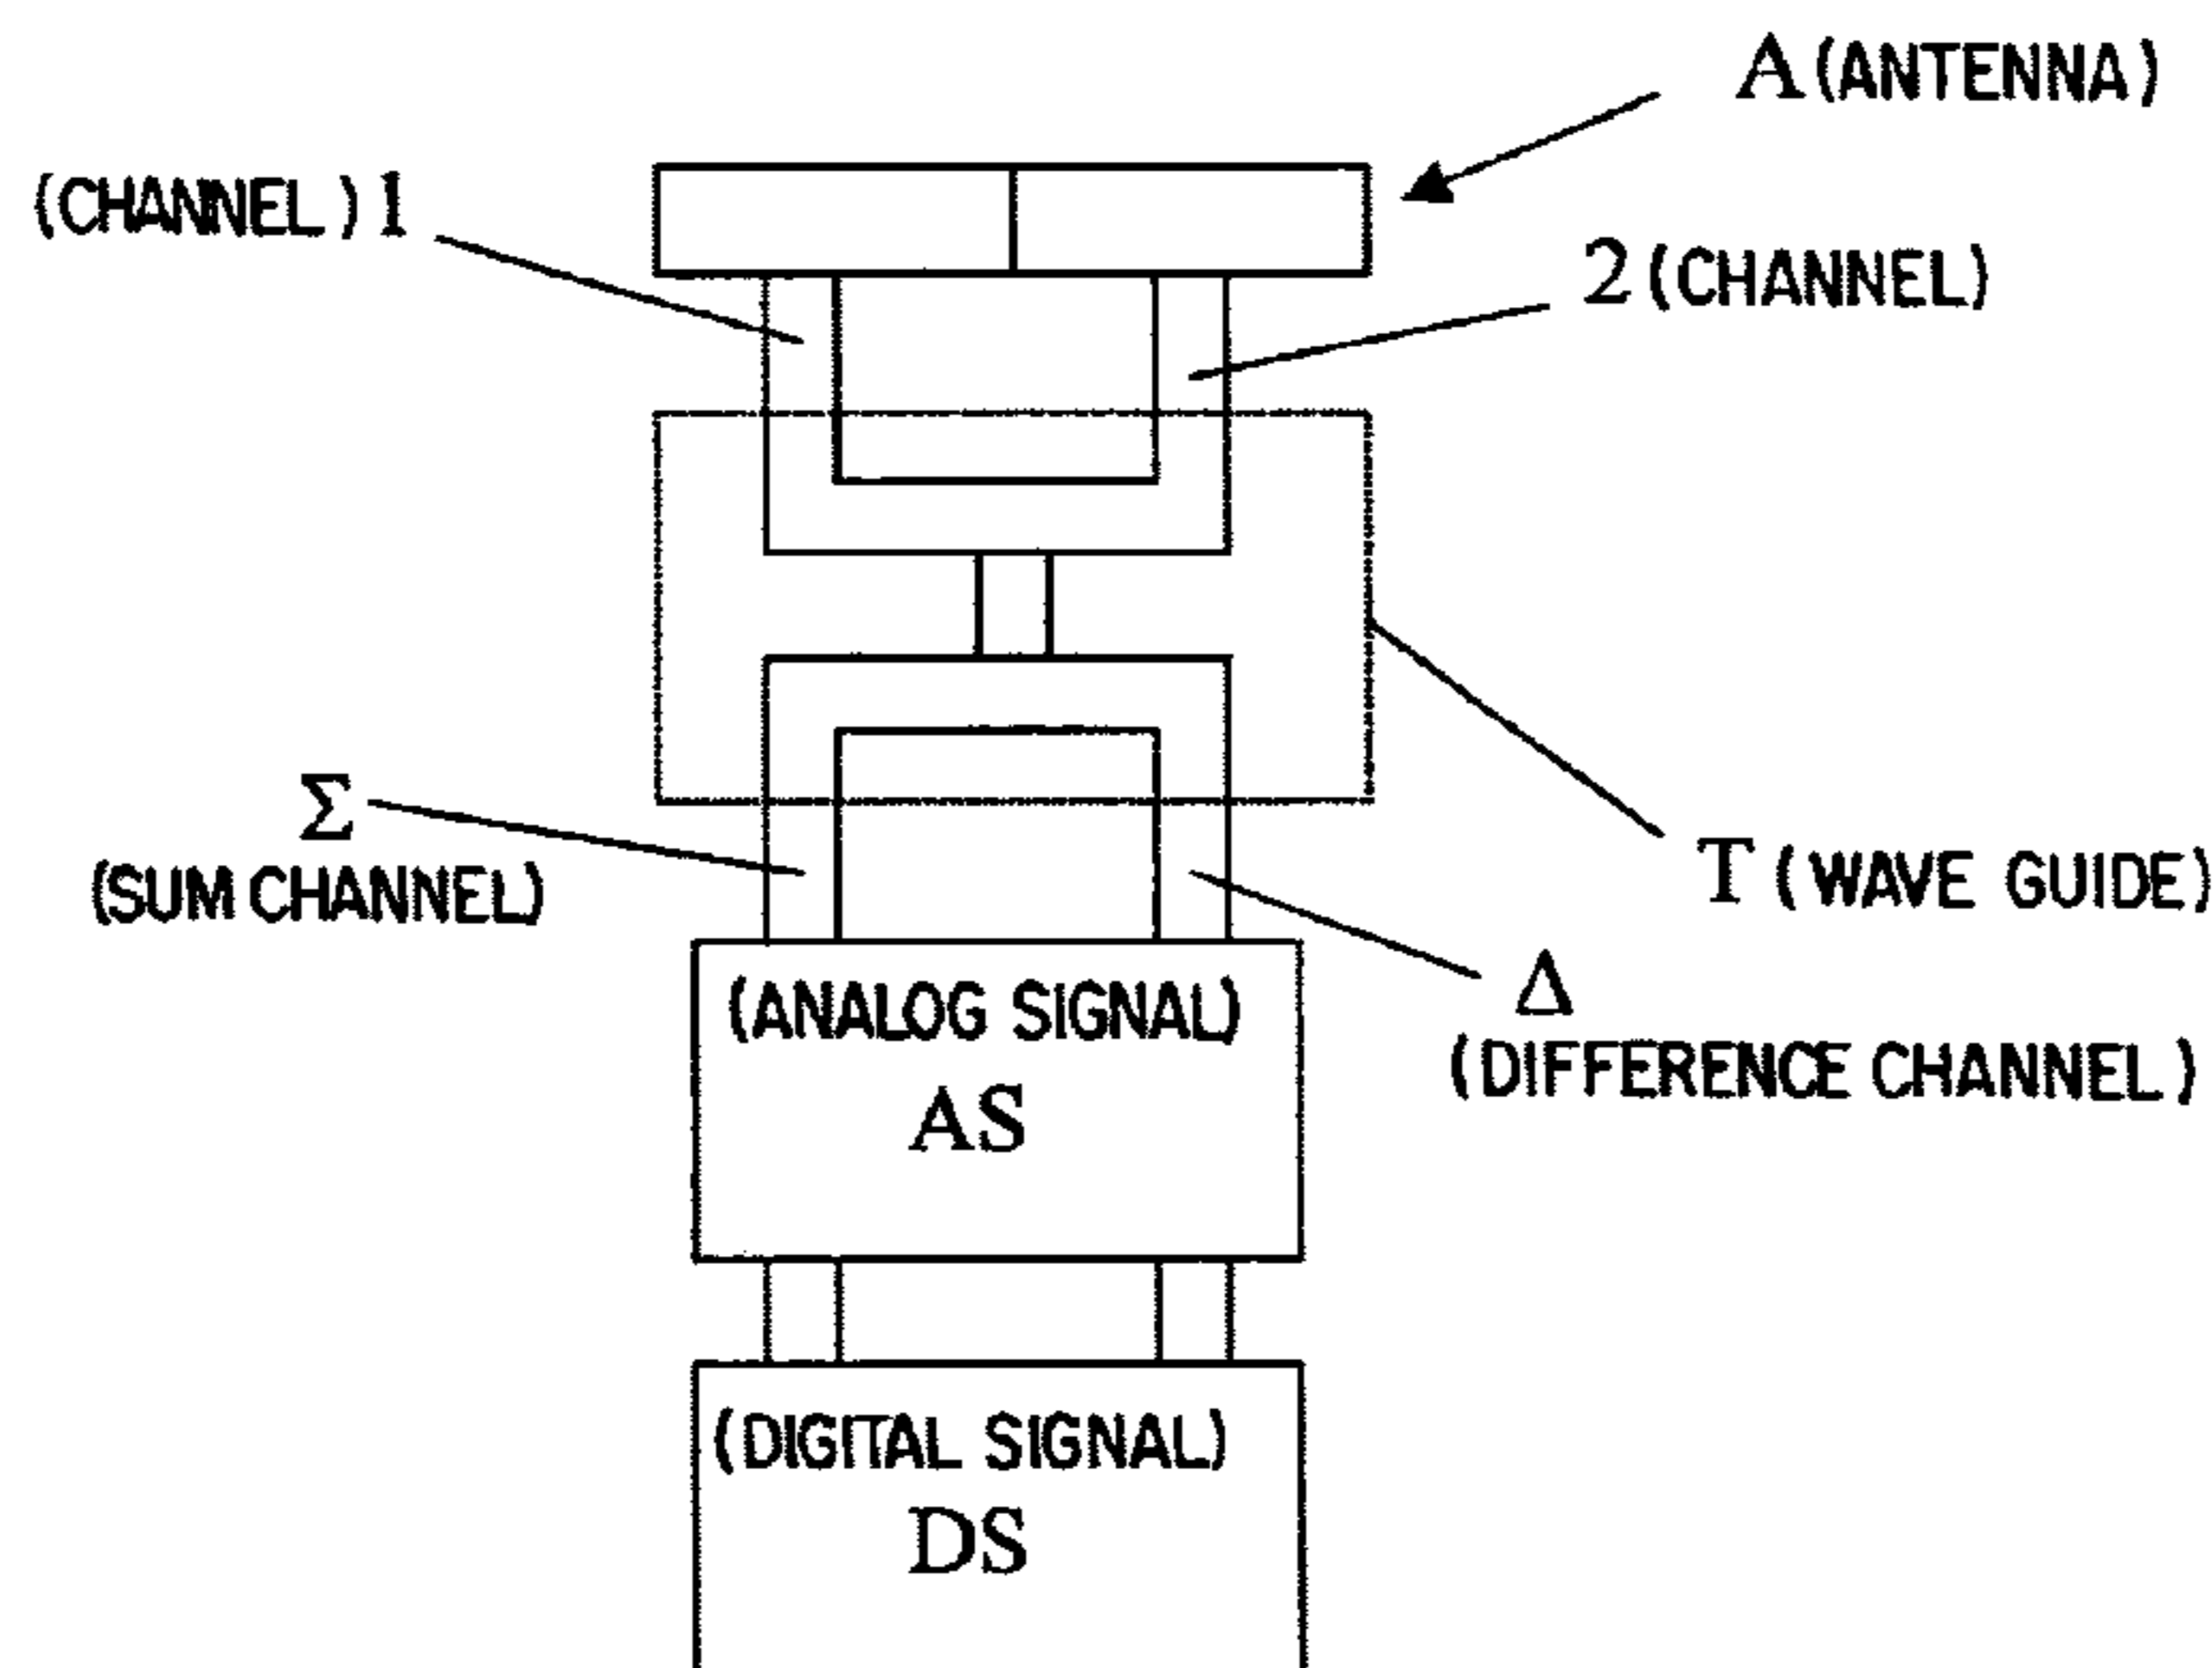 A (ANTENNA)
(CHANNEL) 1
2 (CHANNEL)
Σ
(SUM CHANNEL)
T (WAVE GUIDE)
Δ
(DIFFERENCE CHANNEL)
(ANALOG SIGNAL)
AS
(DIGITAL SIGNAL)
DS